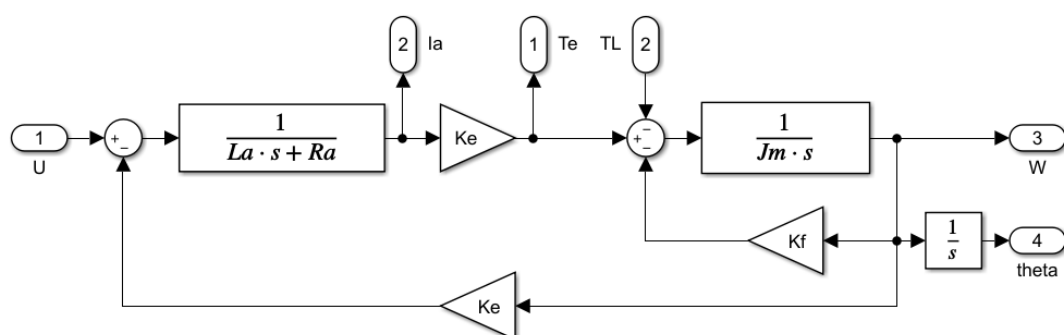 2 Ia
1 Te
TL 2
1
U
+
−
1
La · s + Ra
Ke
−
+
−
1
Jm · s
3
W
Kf
1
s
4
theta
Ke